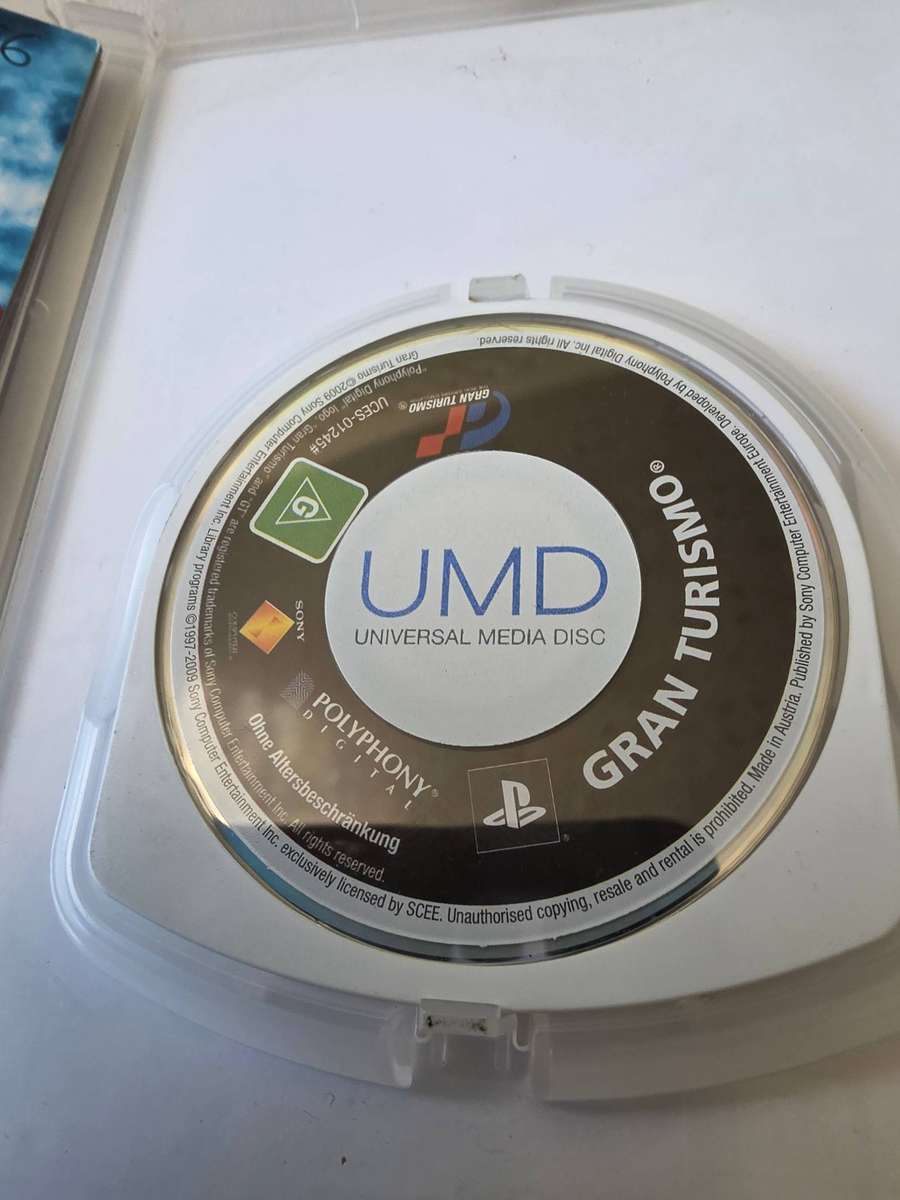 UMD
UNIVERSAL MEDIA DISC
GRAN TURISMO®
GRAN TURISMO
UCES-01245#
G
SONY
POLYPHONY®
DIGITAL
Ohne Altersbeschränkung
"Polyphony Digital" logo, "Gran Turismo" and "GT" are registered trademarks of Sony Computer Entertainment Inc. All rights reserved.
Gran Turismo ©2009 Sony Computer Entertainment Inc. Library programs ©1997-2009 Sony Computer Entertainment Inc. exclusively licensed by SCEE. Unauthorised copying, resale and rental is prohibited. Made in Austria. Published by Sony Computer Entertainment Europe. Developed by Polyphony Digital Inc. All rights reserved.